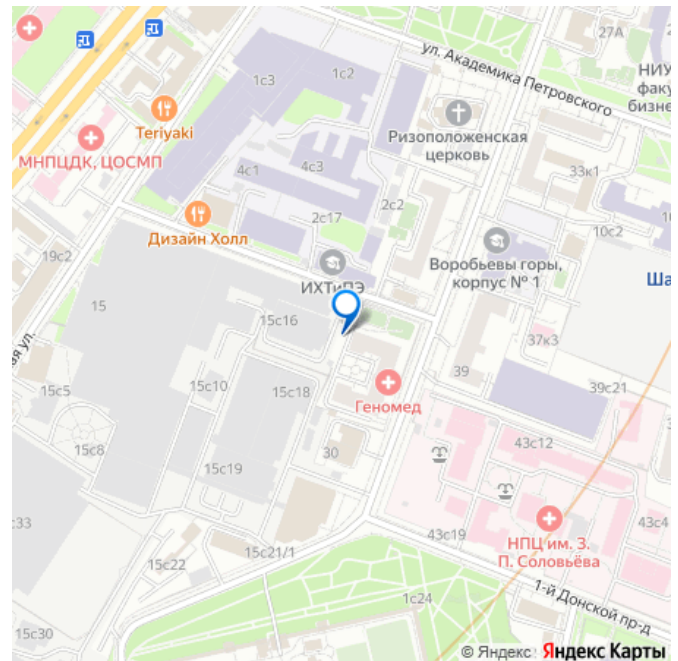 27А
ул. Академика Петровского
НИУ
факу
бизне
1с2
1с3
Teriyaki
МНПЦДК, ЦОСМП
Ризоположенская
церковь
33к1
4с1
4с3
2с2
2с17
10с2
Дизайн Холл
19с2
ИХТиПЭ
Воробьевы горы,
корпус № 1
Ша
15
15с16
37к3
ая ул.
39
39с21
15с5
15с10
15с18
Геномед
15с8
30
43с12
15с19
:33
43с19
43с4
НПЦ им. З.
П. Соловьёва
15с21/1
15с22
1с24
1-й Донской пр-д
15с30
© Яндекс Яндекс Карты